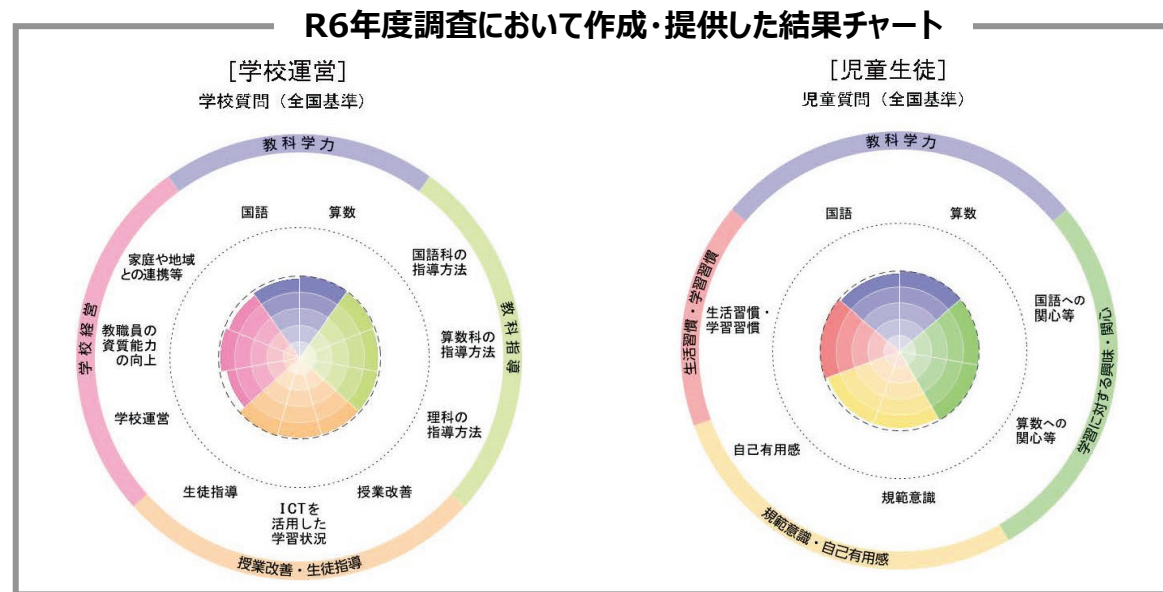 R6年度調査において作成・提供した結果チャート
[学校運営]
学校質問（全国基準）
教科学力
国語
算数
国語科の
指導方法
算数科の
指導方法
理科の
指導方法
教科指導
授業改善
ICTを
活用した
学習状況
生徒指導
授業改善・生徒指導
学校運営
教職員の
資質能力
の向上
家庭や地域
との連携等
学校経営
[児童生徒]
児童質問（全国基準）
教科学力
国語
算数
国語への
関心等
算数への
関心等
学習に対する興味・関心
規範意識
自己有用感
規範意識・自己有用感
生活習慣・
学習習慣
生活習慣・学習習慣